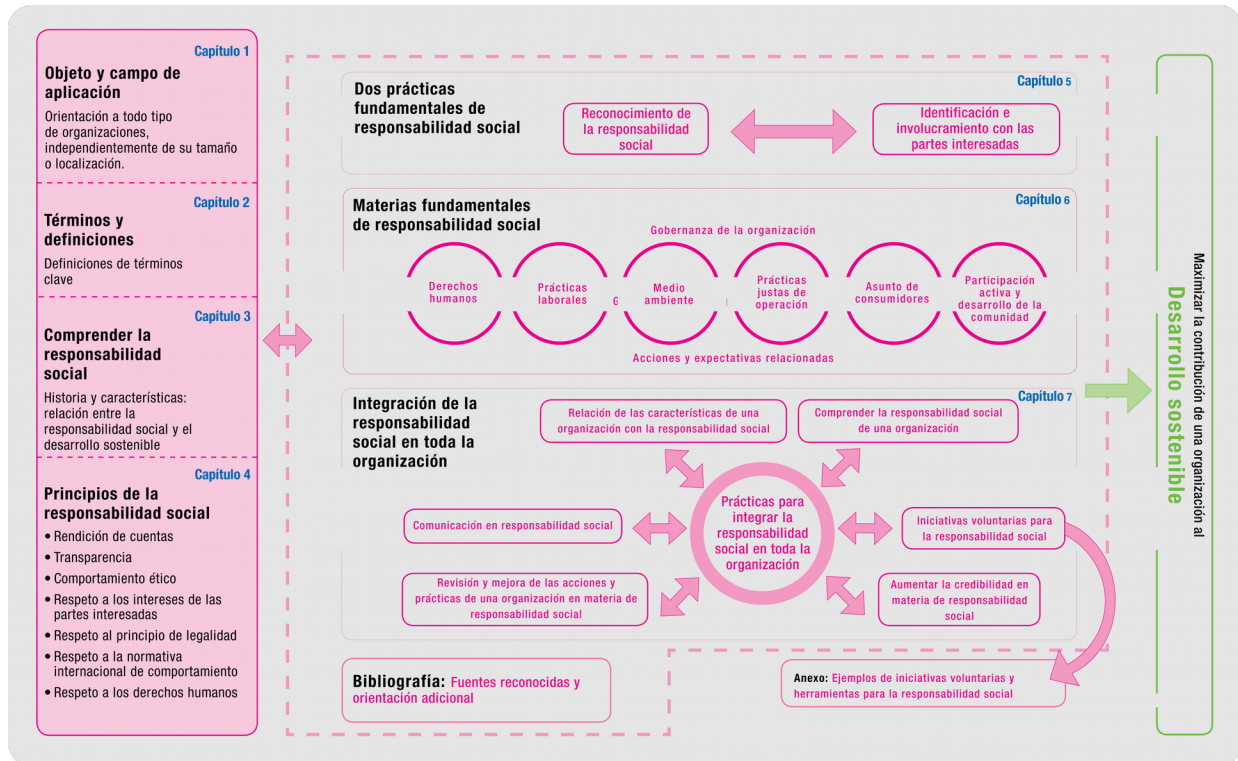 Capítulo 1
Objeto y campo de
aplicación
Orientación a todo tipo
de organizaciones,
independientemente de su tamaño
o localización.
Capítulo 2
Términos y
definiciones
Definiciones de términos
clave
Capítulo 3
Comprender la
responsabilidad
social
Historia y características:
relación entre la
responsabilidad social y el
desarrollo sostenible
Capítulo 4
Principios de la
responsabilidad social
• Rendición de cuentas
• Transparencia
• Comportamiento ético
• Respeto a los intereses de las
partes interesadas
• Respeto al principio de legalidad
• Respeto a la normativa
internacional de comportamiento
• Respeto a los derechos humanos
Capítulo 5
Dos prácticas
fundamentales de
responsabilidad social
Reconocimiento de
la responsabilidad
social
Identificación e
involucramiento con las
partes interesadas
Capítulo 6
Materias fundamentales
de responsabilidad social
Gobernanza de la organización
Derechos
humanos
Prácticas
laborales
G
Medio
ambiente
Prácticas
justas de
operación
Asunto de
consumidores
Participación
activa y
desarrollo de la
comunidad
Acciones y expectativas relacionadas
Capítulo 7
Integración de la
responsabilidad
social en toda la
organización
Relación de las características de una
organización con la responsabilidad social
Comprender la responsabilidad social
de una organización
Comunicación en responsabilidad social
Prácticas para
integrar la
responsabilidad
social en toda la
organización
Iniciativas voluntarias para
la responsabilidad social
Revisión y mejora de las acciones y
prácticas de una organización en materia de
responsabilidad social
Aumentar la credibilidad en
materia de responsabilidad
social
Bibliografía: Fuentes reconocidas y
orientación adicional
Anexo: Ejemplos de iniciativas voluntarias y
herramientas para la responsabilidad social
Maximizar la contribución de una organización al
Desarrollo sostenible